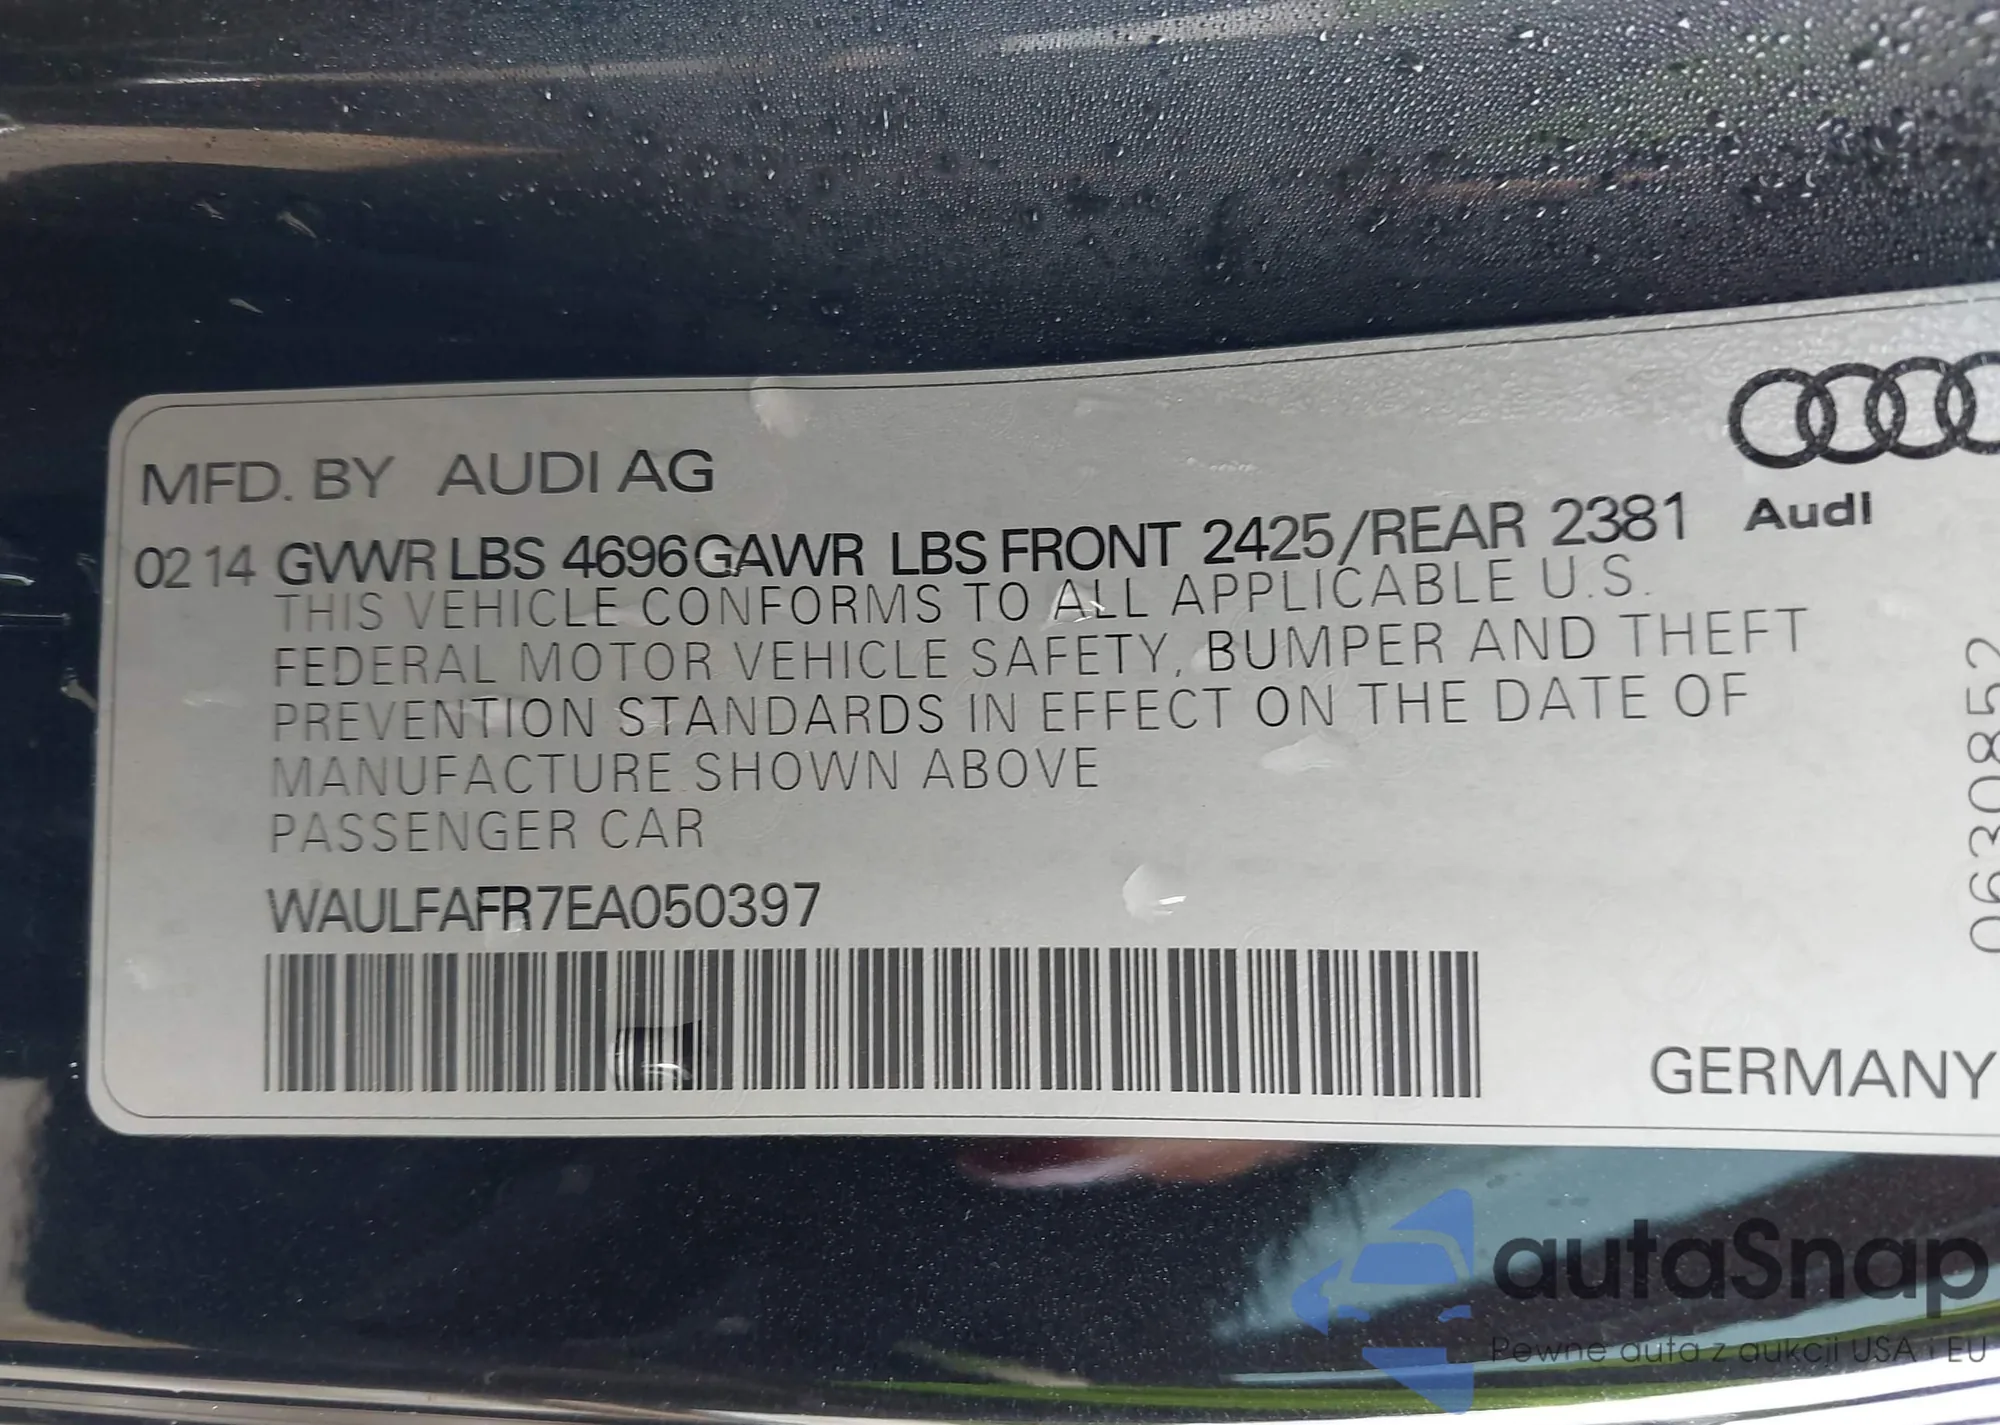 MFD. BY AUDI AG
02 14 GVWR LBS 4696 GAWR LBS FRONT 2425/REAR 2381
Audi
THIS VEHICLE CONFORMS TO ALL APPLICABLE U.S.
FEDERAL MOTOR VEHICLE SAFETY, BUMPER AND THEFT
PREVENTION STANDARDS IN EFFECT ON THE DATE OF
MANUFACTURE SHOWN ABOVE
PASSENGER CAR
WAULFAFR7EA050397
0630852
GERMANY
autaSnap
Pewne auta z aukcji USA i EU